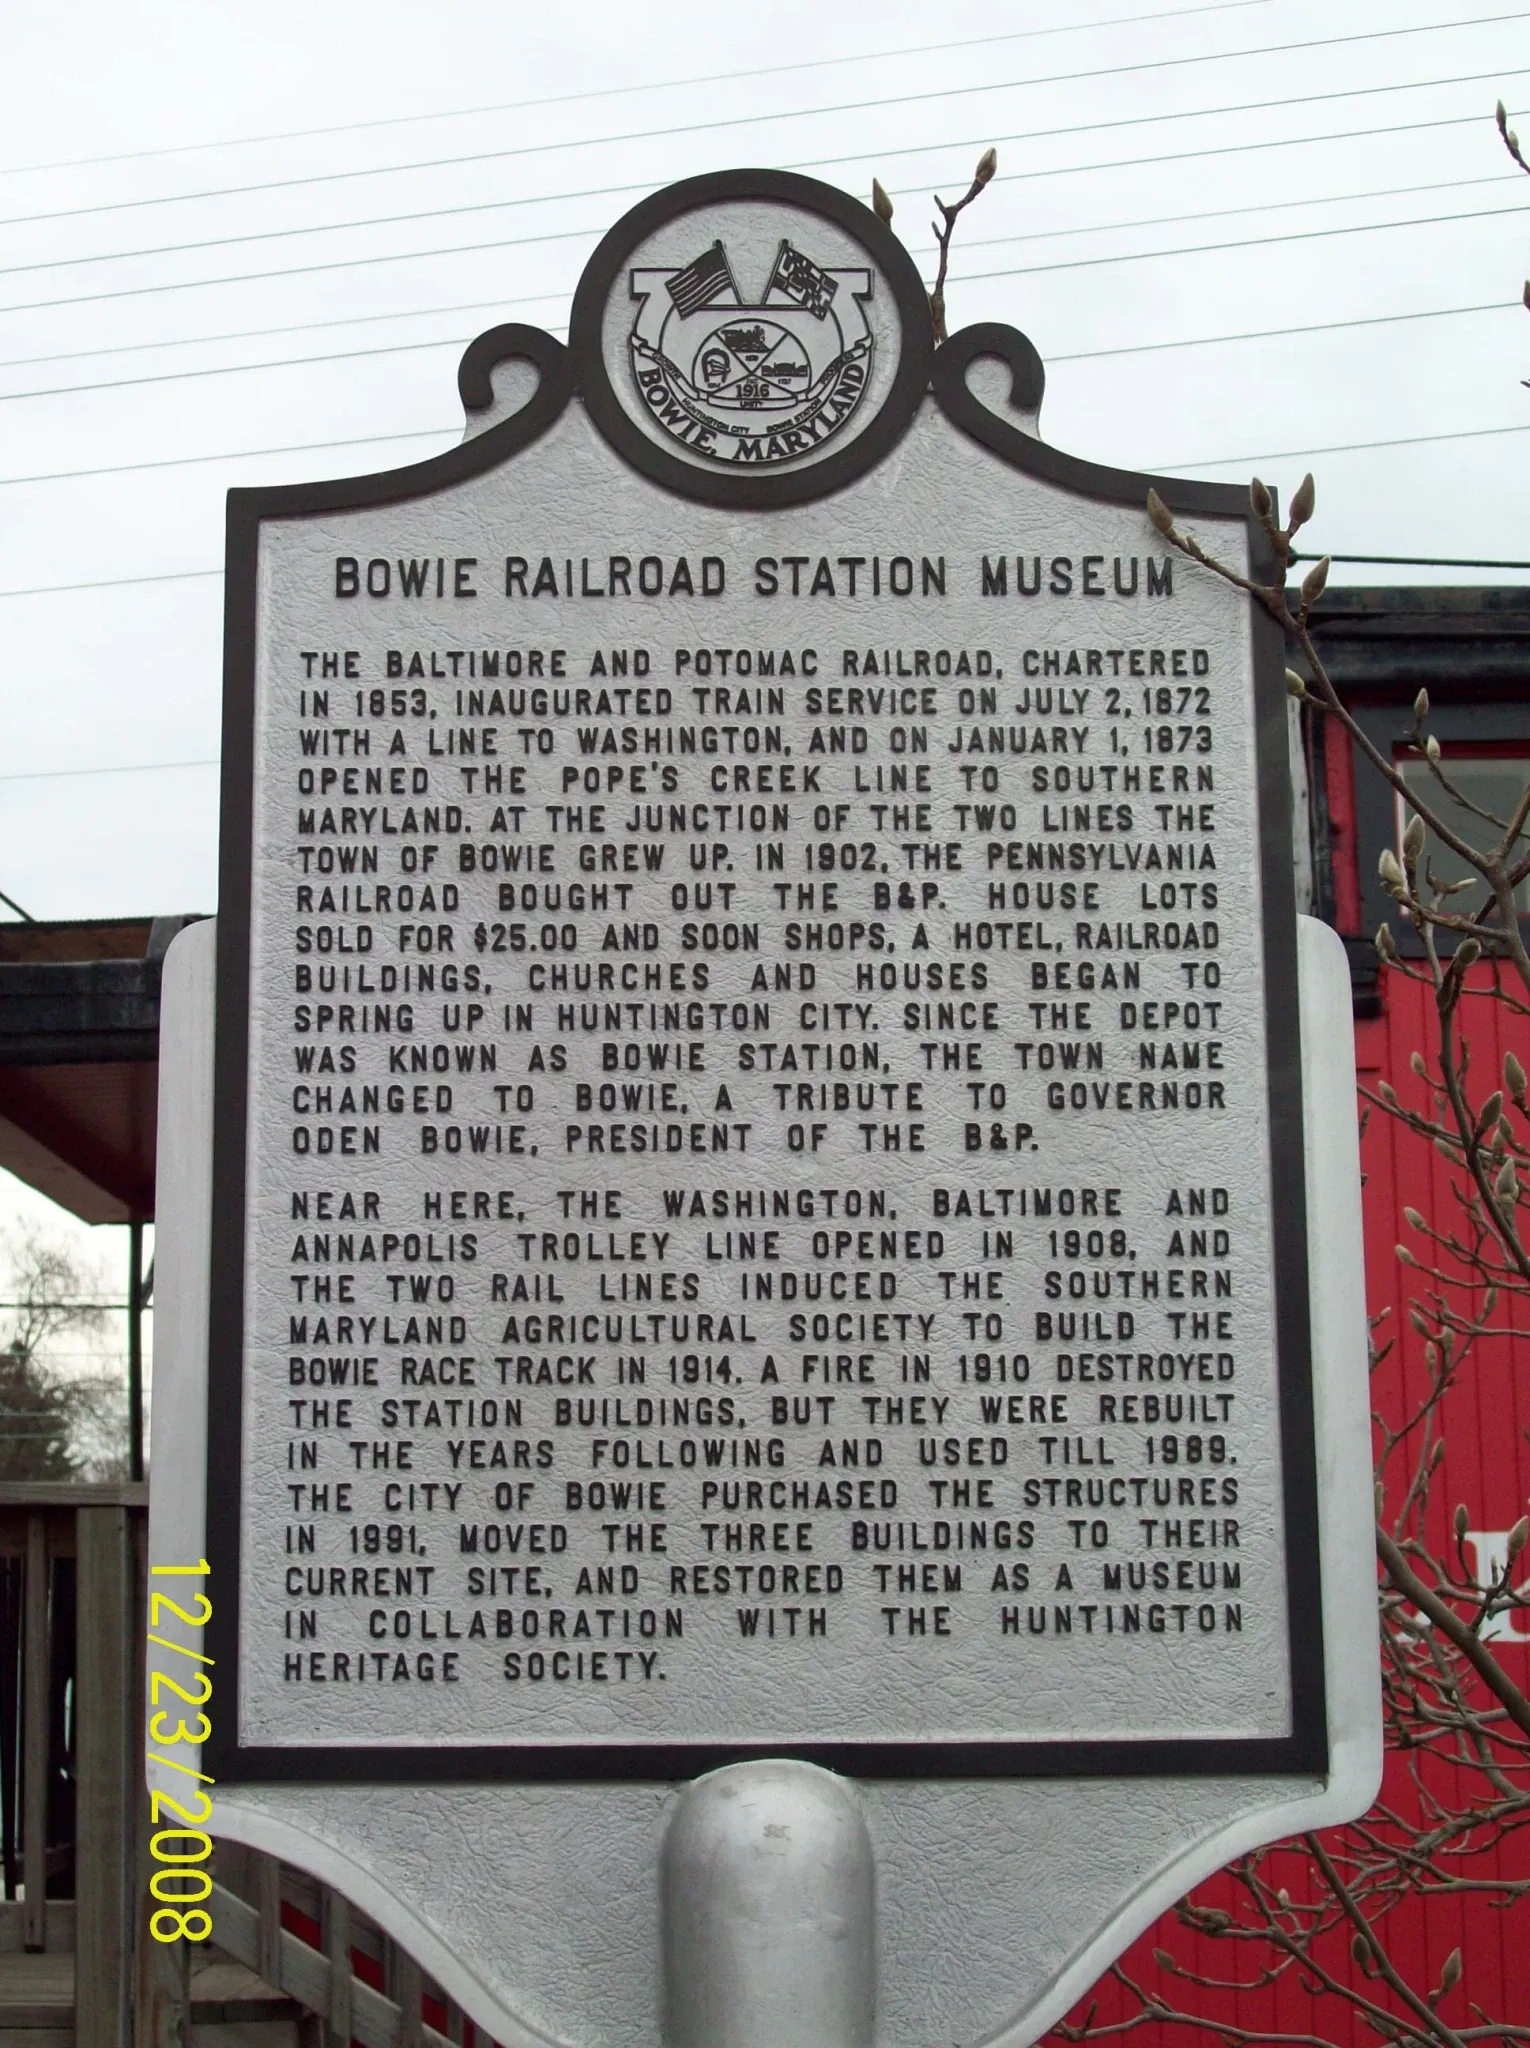 BOWIE, MARYLAND
HUNTINGTON CITY BOWIE STATION
1916
UNITY
BOWIE RAILROAD STATION MUSEUM
THE BALTIMORE AND POTOMAC RAILROAD, CHARTERED
IN 1853, INAUGURATED TRAIN SERVICE ON JULY 2, 1872
WITH A LINE TO WASHINGTON, AND ON JANUARY 1, 1873
OPENED THE POPE'S CREEK LINE TO SOUTHERN
MARYLAND. AT THE JUNCTION OF THE TWO LINES THE
TOWN OF BOWIE GREW UP. IN 1902, THE PENNSYLVANIA
RAILROAD BOUGHT OUT THE B&P. HOUSE LOTS
SOLD FOR $25.00 AND SOON SHOPS, A HOTEL, RAILROAD
BUILDINGS, CHURCHES AND HOUSES BEGAN TO
SPRING UP IN HUNTINGTON CITY. SINCE THE DEPOT
WAS KNOWN AS BOWIE STATION, THE TOWN NAME
CHANGED TO BOWIE, A TRIBUTE TO GOVERNOR
ODEN BOWIE, PRESIDENT OF THE B&P.
NEAR HERE, THE WASHINGTON, BALTIMORE AND
ANNAPOLIS TROLLEY LINE OPENED IN 1908, AND
THE TWO RAIL LINES INDUCED THE SOUTHERN
MARYLAND AGRICULTURAL SOCIETY TO BUILD THE
BOWIE RACE TRACK IN 1914. A FIRE IN 1910 DESTROYED
THE STATION BUILDINGS, BUT THEY WERE REBUILT
IN THE YEARS FOLLOWING AND USED TILL 1989.
THE CITY OF BOWIE PURCHASED THE STRUCTURES
IN 1991, MOVED THE THREE BUILDINGS TO THEIR
CURRENT SITE, AND RESTORED THEM AS A MUSEUM
IN COLLABORATION WITH THE HUNTINGTON
HERITAGE SOCIETY.
12/23/2008